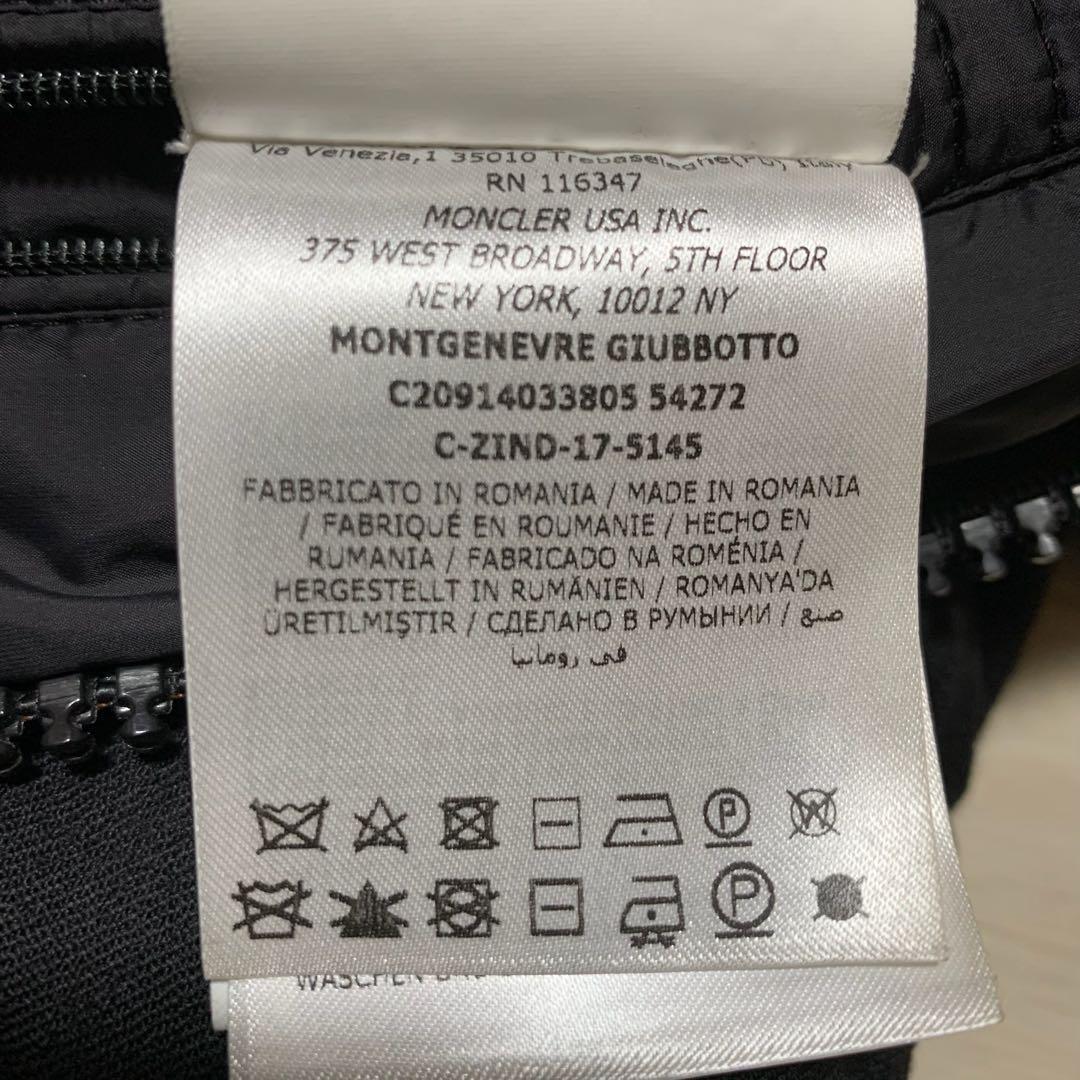 Via Venezia,1 35010 Trebaseleghe(Pd) Italy
RN 116347
MONCLER USA INC.
375 WEST BROADWAY, 5TH FLOOR
NEW YORK, 10012 NY
MONTGENEVRE GIUBBOTTO
C20914033805 54272
C-ZIND-17-5145
FABBRICATO IN ROMANIA / MADE IN ROMANIA
/ FABRIQUÉ EN ROUMANIE / HECHO EN
RUMANIA / FABRICADO NA ROMÉNIA /
HERGESTELLT IN RUMÄNIEN / ROMANYA'DA
ÜRETILMIŞTIR / СДЕЛАНО В РУМЫНИИ / صنع
في رومانيا
P W
P
WASCHEN